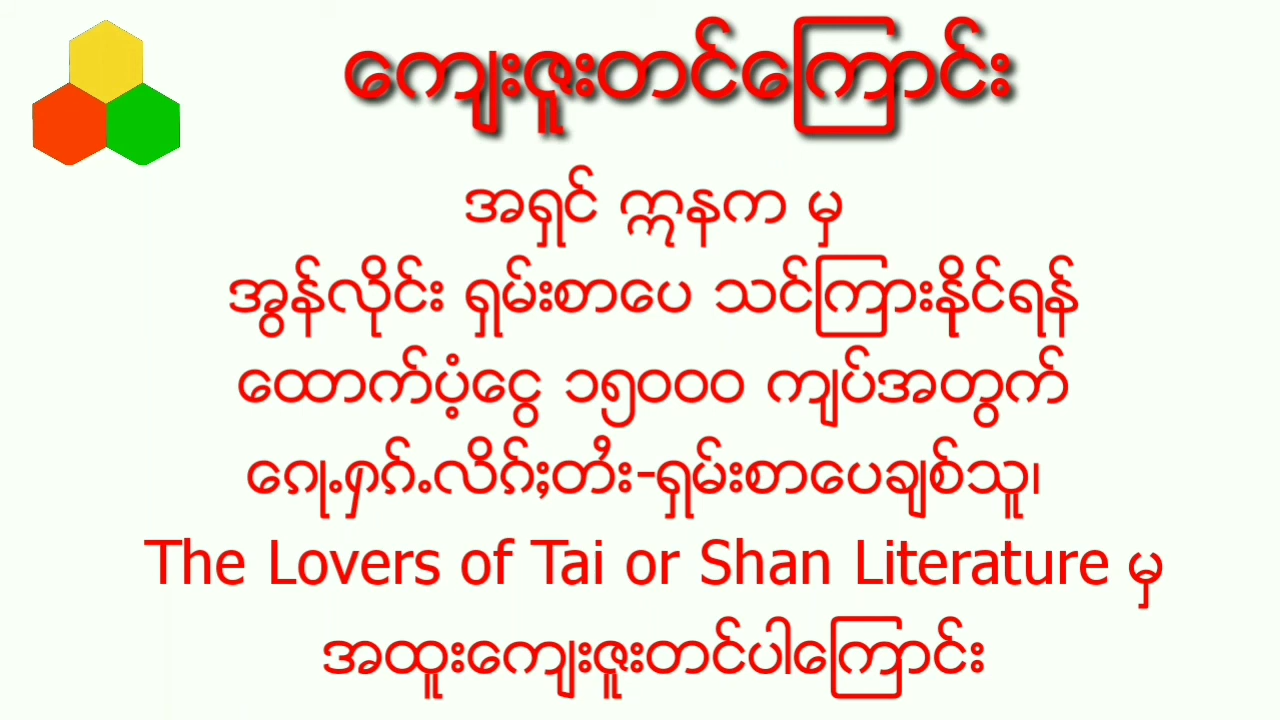 ကျေးဇူးတင်ကြောင်း
အရှင် ဣနက မှ
အွန်လိုင်း ရှမ်းစာပေ သင်ကြားနိုင်ရန်
ထောက်ပံ့ငွေ ၁၅၀၀၀ ကျပ်အတွက်
ၵေႃႉႁၵ်ႉလိၵ်ႈတႆး-ရှမ်းစာပေချစ်သူ၊
The Lovers of Tai or Shan Literature မှ
အထူးကျေးဇူးတင်ပါကြောင်း